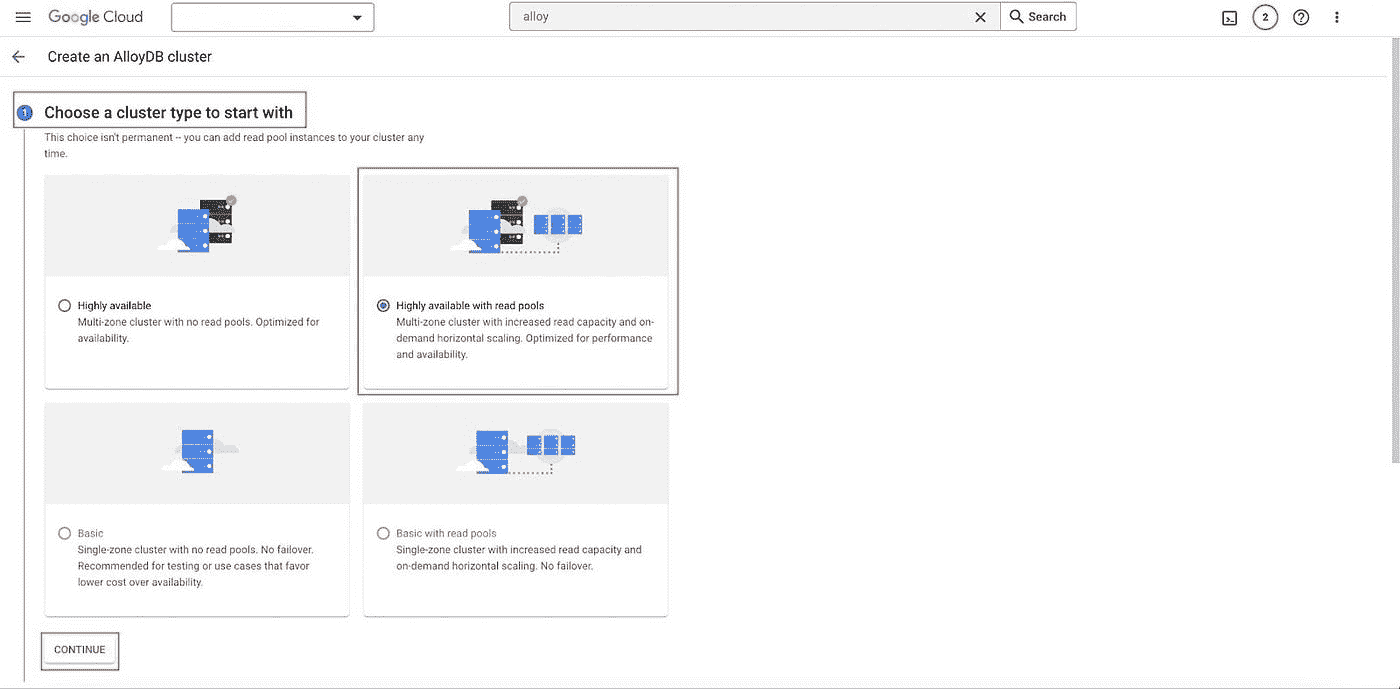 Google Cloud
alloy
Search
2
Create an AlloyDB cluster
1
Choose a cluster type to start with
This choice isn't permanent -- you can add read pool instances to your cluster any
time.
Highly available
Multi-zone cluster with no read pools. Optimized for
availability.
Highly available with read pools
Multi-zone cluster with increased read capacity and on-
demand horizontal scaling. Optimized for performance
and availability.
Basic
Single-zone cluster with no read pools. No failover.
Recommended for testing or use cases that favor
lower cost over availability.
Basic with read pools
Single-zone cluster with increased read capacity and
on-demand horizontal scaling. No failover.
CONTINUE